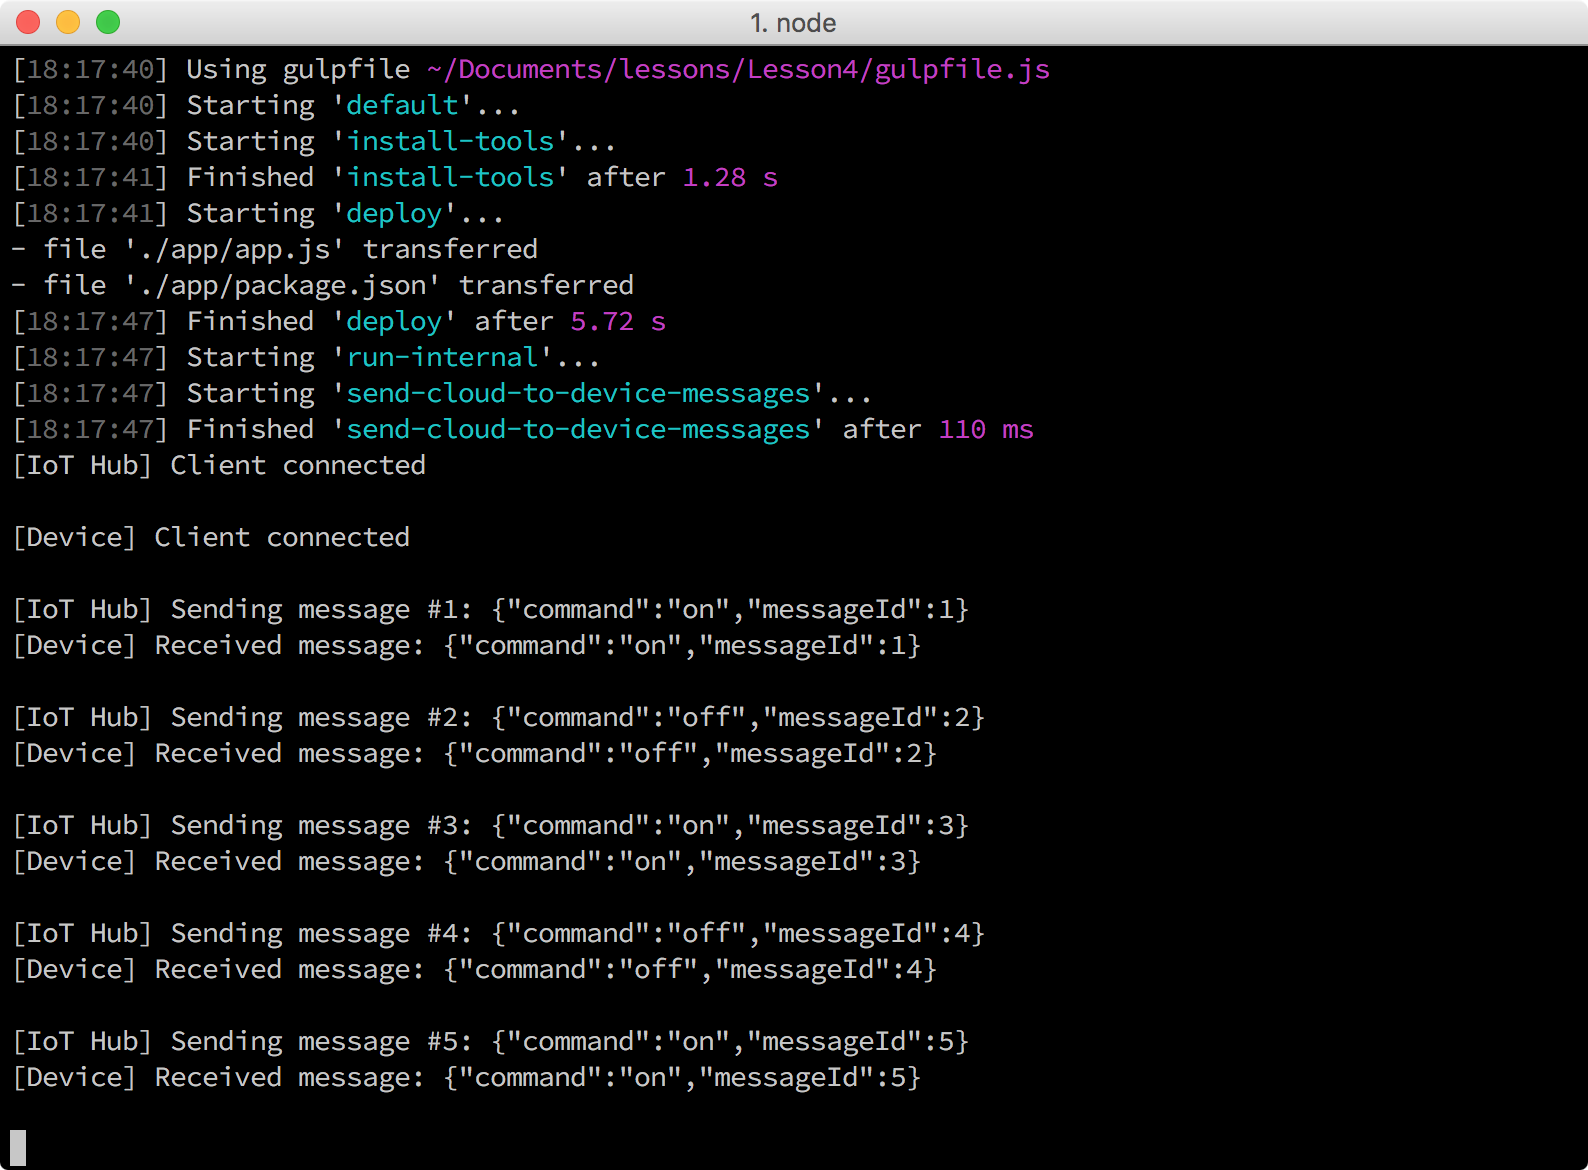 1. node
[18:17:40] Using gulpfile ~/Documents/lessons/Lesson4/gulpfile.js
[18:17:40] Starting 'default'...
[18:17:40] Starting 'install-tools'...
[18:17:41] Finished 'install-tools' after 1.28 s
[18:17:41] Starting 'deploy'...
- file './app/app.js' transferred
- file './app/package.json' transferred
[18:17:47] Finished 'deploy' after 5.72 s
[18:17:47] Starting 'run-internal'...
[18:17:47] Starting 'send-cloud-to-device-messages'...
[18:17:47] Finished 'send-cloud-to-device-messages' after 110 ms
[IoT Hub] Client connected
[Device] Client connected
[IoT Hub] Sending message #1: {"command":"on","messageId":1}
[Device] Received message: {"command":"on","messageId":1}
[IoT Hub] Sending message #2: {"command":"off","messageId":2}
[Device] Received message: {"command":"off","messageId":2}
[IoT Hub] Sending message #3: {"command":"on","messageId":3}
[Device] Received message: {"command":"on","messageId":3}
[IoT Hub] Sending message #4: {"command":"off","messageId":4}
[Device] Received message: {"command":"off","messageId":4}
[IoT Hub] Sending message #5: {"command":"on","messageId":5}
[Device] Received message: {"command":"on","messageId":5}